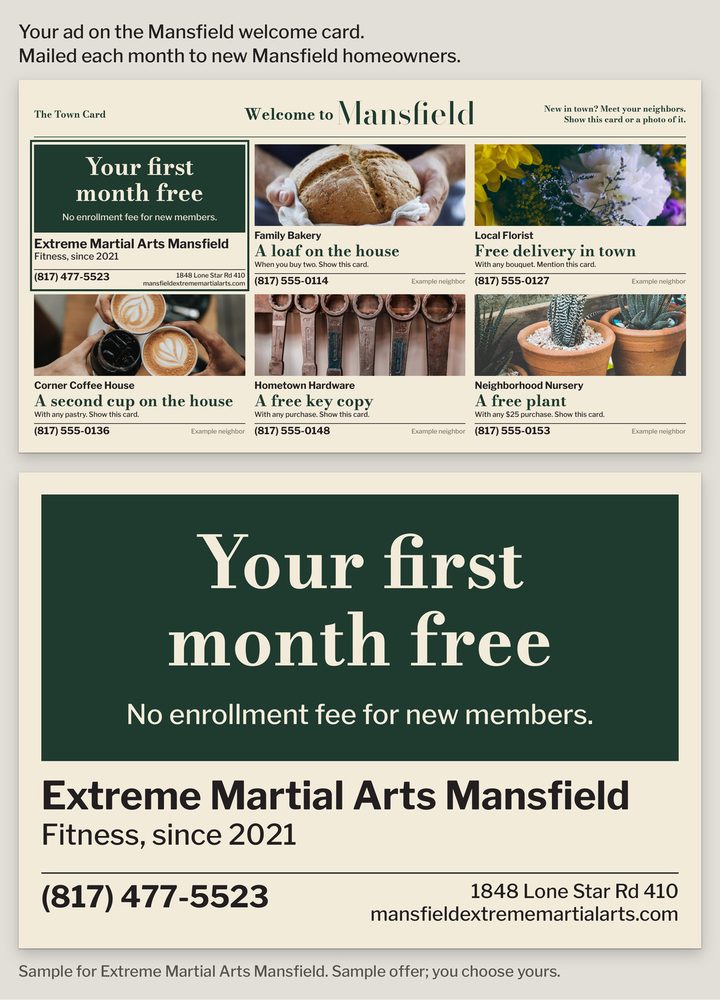 Your ad on the Mansfield welcome card.
Mailed each month to new Mansfield homeowners.
The Town Card
Welcome to Mansfield
New in town? Meet your neighbors.
Show this card or a photo of it.
Your first
month free
No enrollment fee for new members.
Extreme Martial Arts Mansfield
Fitness, since 2021
(817) 477-5523
1848 Lone Star Rd 410
mansfieldextrememartialarts.com
Family Bakery
A loaf on the house
When you buy two. Show this card.
(817) 555-0114
Example neighbor
Local Florist
Free delivery in town
With any bouquet. Mention this card.
(817) 555-0127
Example neighbor
Corner Coffee House
A second cup on the house
With any pastry. Show this card.
(817) 555-0136
Example neighbor
Hometown Hardware
A free key copy
With any purchase. Show this card.
(817) 555-0148
Example neighbor
Neighborhood Nursery
A free plant
With any $25 purchase. Show this card.
(817) 555-0153
Example neighbor
Your first
month free
No enrollment fee for new members.
Extreme Martial Arts Mansfield
Fitness, since 2021
(817) 477-5523
1848 Lone Star Rd 410
mansfieldextrememartialarts.com
Sample for Extreme Martial Arts Mansfield. Sample offer; you choose yours.